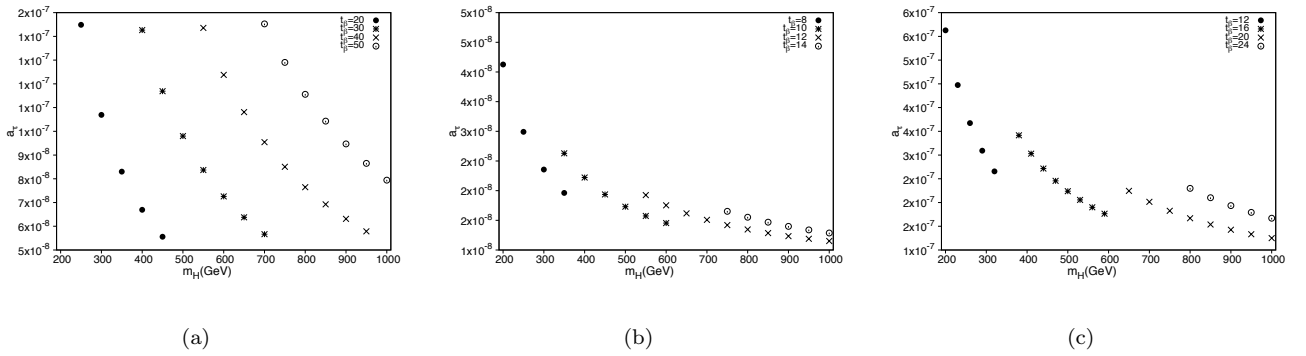 2x10⁻⁷
1x10⁻⁷
1x10⁻⁷
1x10⁻⁷
1x10⁻⁷
1x10⁻⁷
9x10⁻⁸
8x10⁻⁸
7x10⁻⁸
6x10⁻⁸
5x10⁻⁸
a_τ
t_β=20
t_β=30
t_β=40
t_β=50
200 300 400 500 600 700 800 900 1000
m_H(GeV)
(a)
5x10⁻⁸
5x10⁻⁸
4x10⁻⁸
4x10⁻⁸
3x10⁻⁸
2x10⁻⁸
2x10⁻⁸
2x10⁻⁸
1x10⁻⁸
a_τ
t_β=8
t_β=10
t_β=12
t_β=14
200 300 400 500 600 700 800 900 1000
m_H(GeV)
(b)
6x10⁻⁷
6x10⁻⁷
5x10⁻⁷
5x10⁻⁷
4x10⁻⁷
4x10⁻⁷
3x10⁻⁷
2x10⁻⁷
2x10⁻⁷
2x10⁻⁷
1x10⁻⁷
a_τ
t_β=12
t_β=16
t_β=20
t_β=24
200 300 400 500 600 700 800 900 1000
m_H(GeV)
(c)